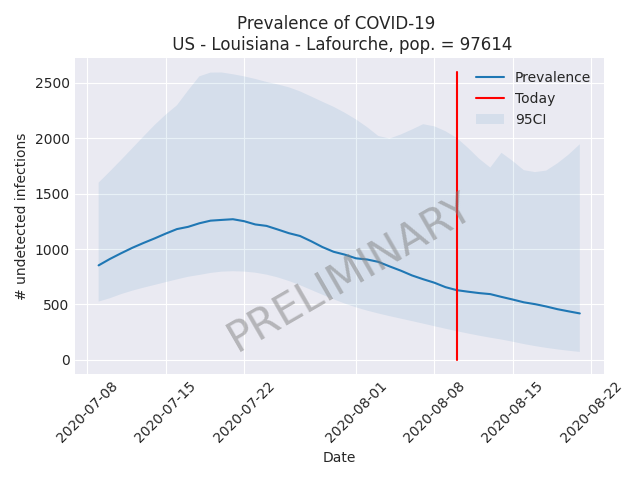 Prevalence of COVID-19
US - Louisiana - Lafourche, pop. = 97614
# undetected infections
2500
2000
1500
1000
500
0
Prevalence
Today
95CI
PRELIMINARY
2020-07-08
2020-07-15
2020-07-22
2020-08-01
2020-08-08
2020-08-15
2020-08-22
Date